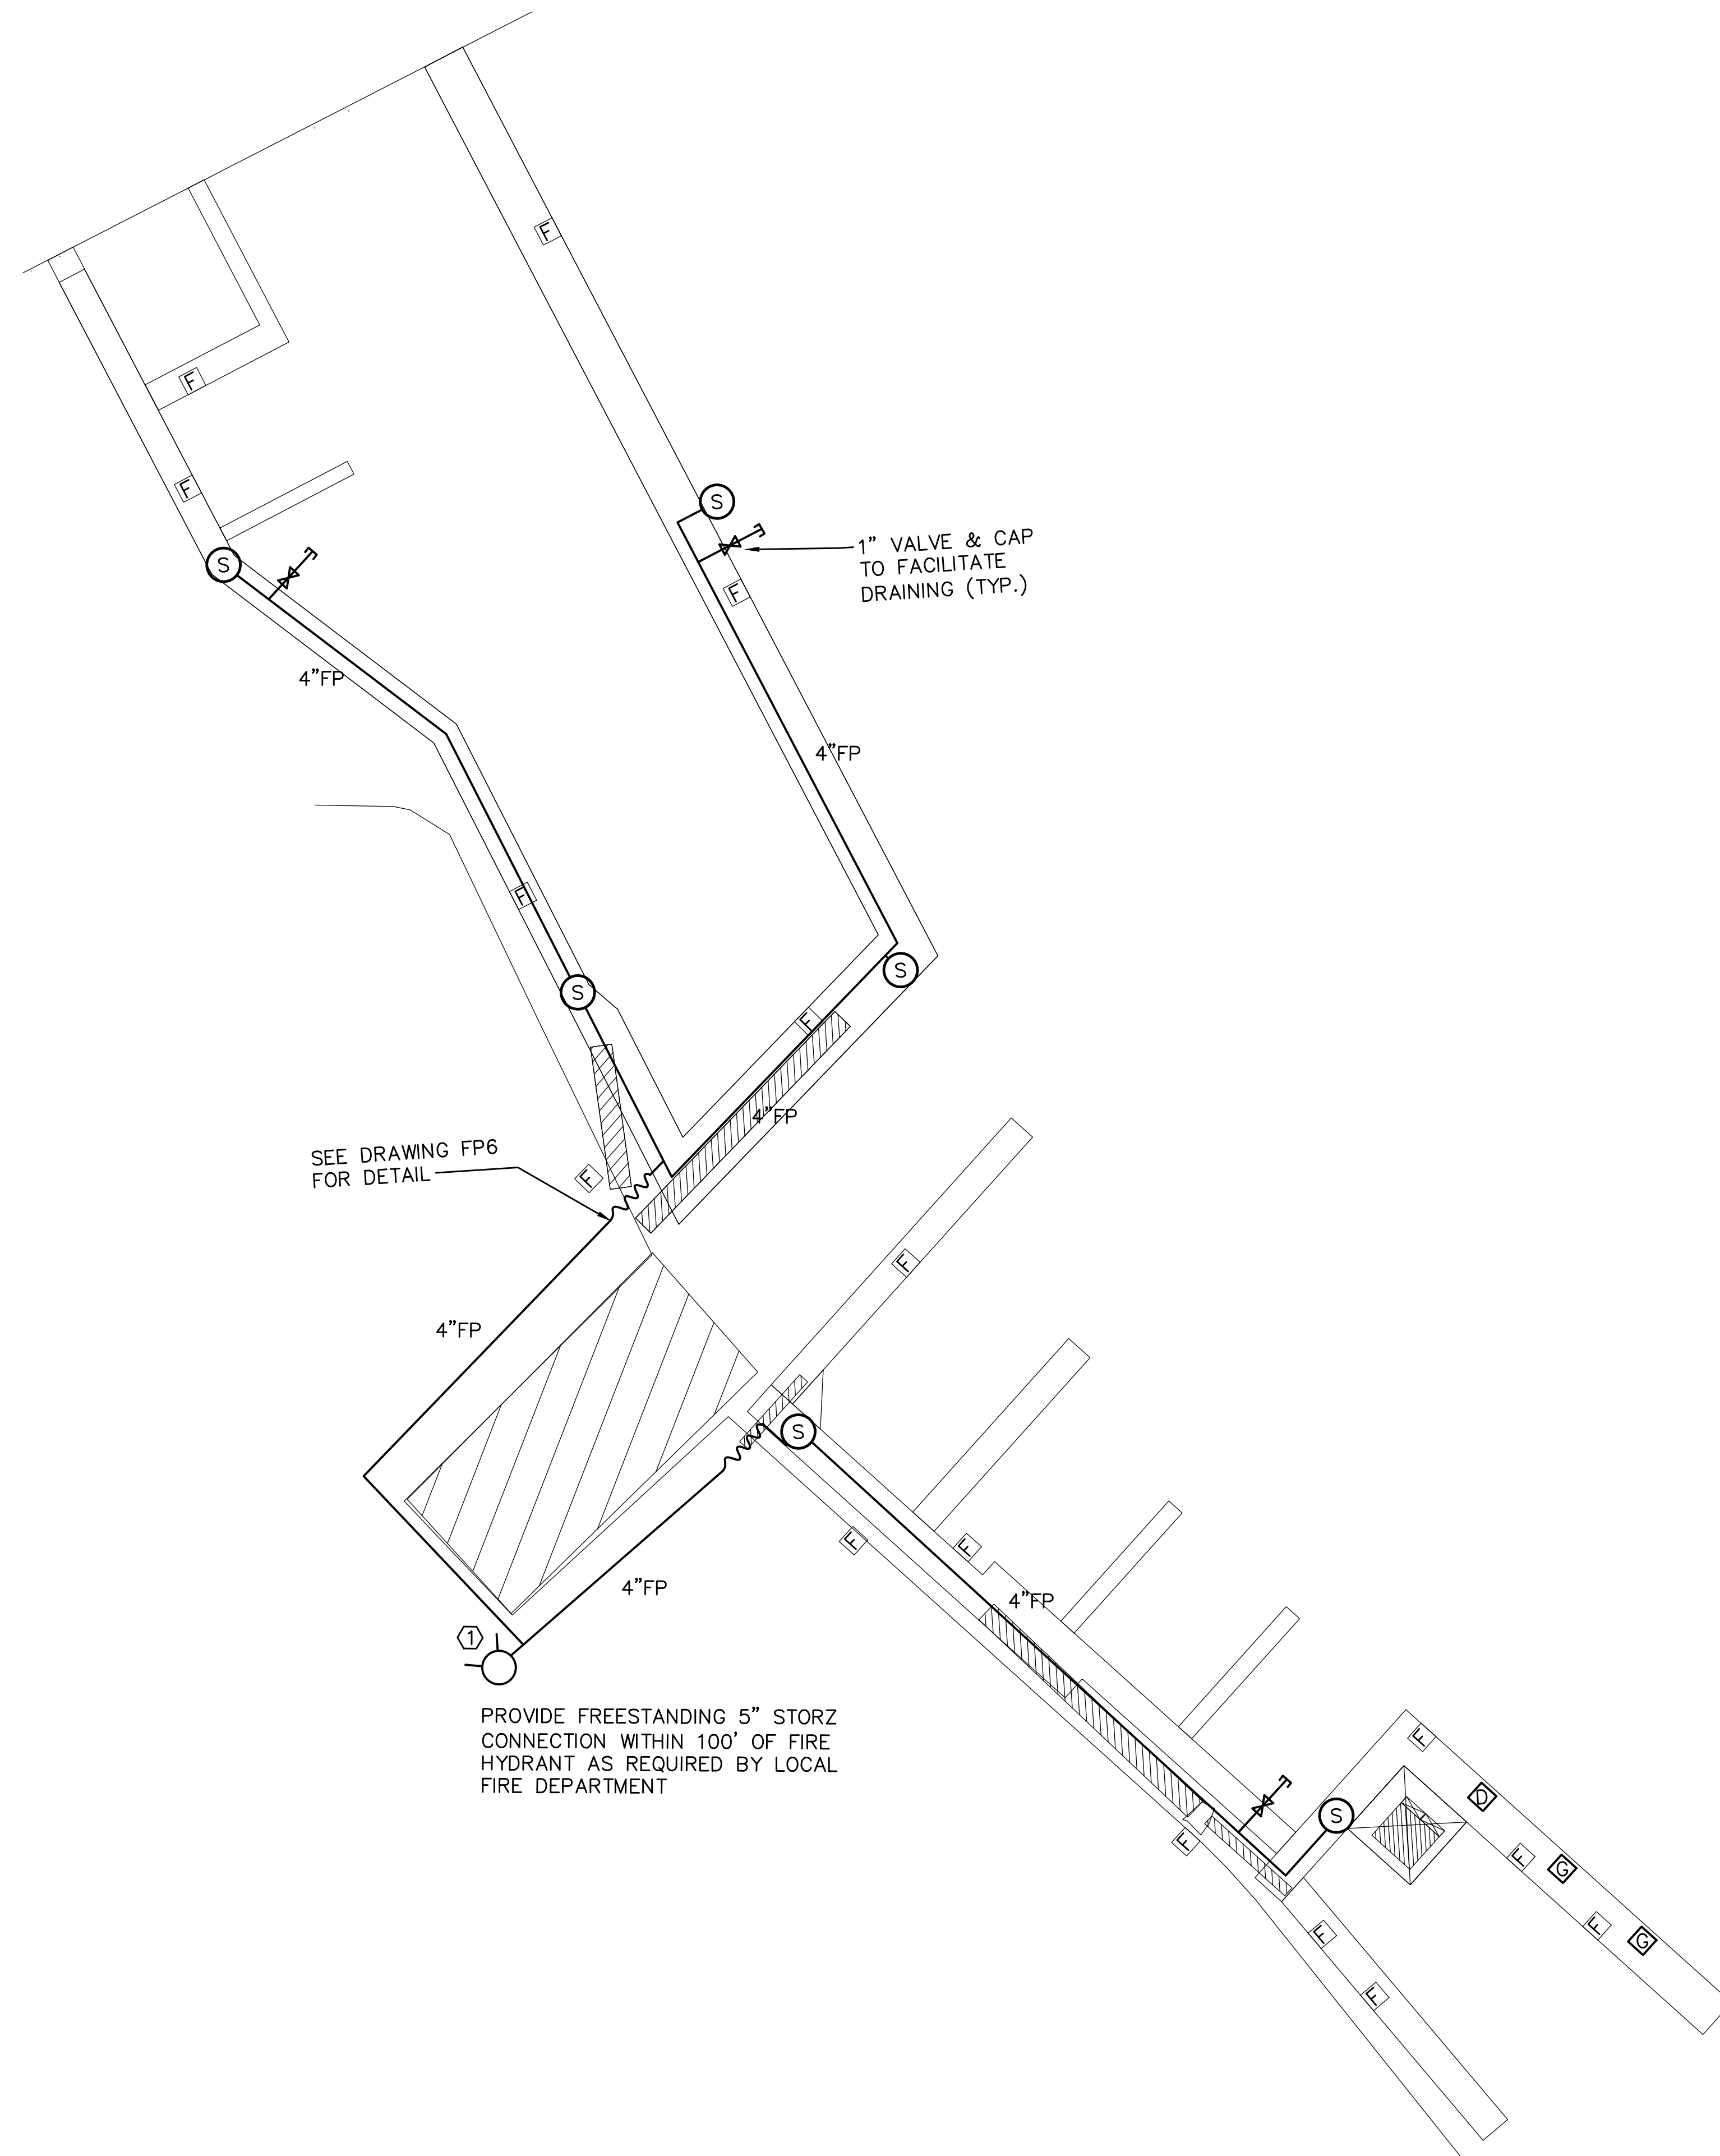 F
F
F
S
1” VALVE & CAP
TO FACILITATE
DRAINING (TYP.)
S
F
4”FP
4”FP
F
S
S
F
4”FP
SEE DRAWING FP6
FOR DETAIL
F
F
4”FP
S
F
F
4”FP
4”FP
1
PROVIDE FREESTANDING 5” STORZ
CONNECTION WITHIN 100’ OF FIRE
HYDRANT AS REQUIRED BY LOCAL
FIRE DEPARTMENT
F
D
S
F
F
G
F
G
F
F